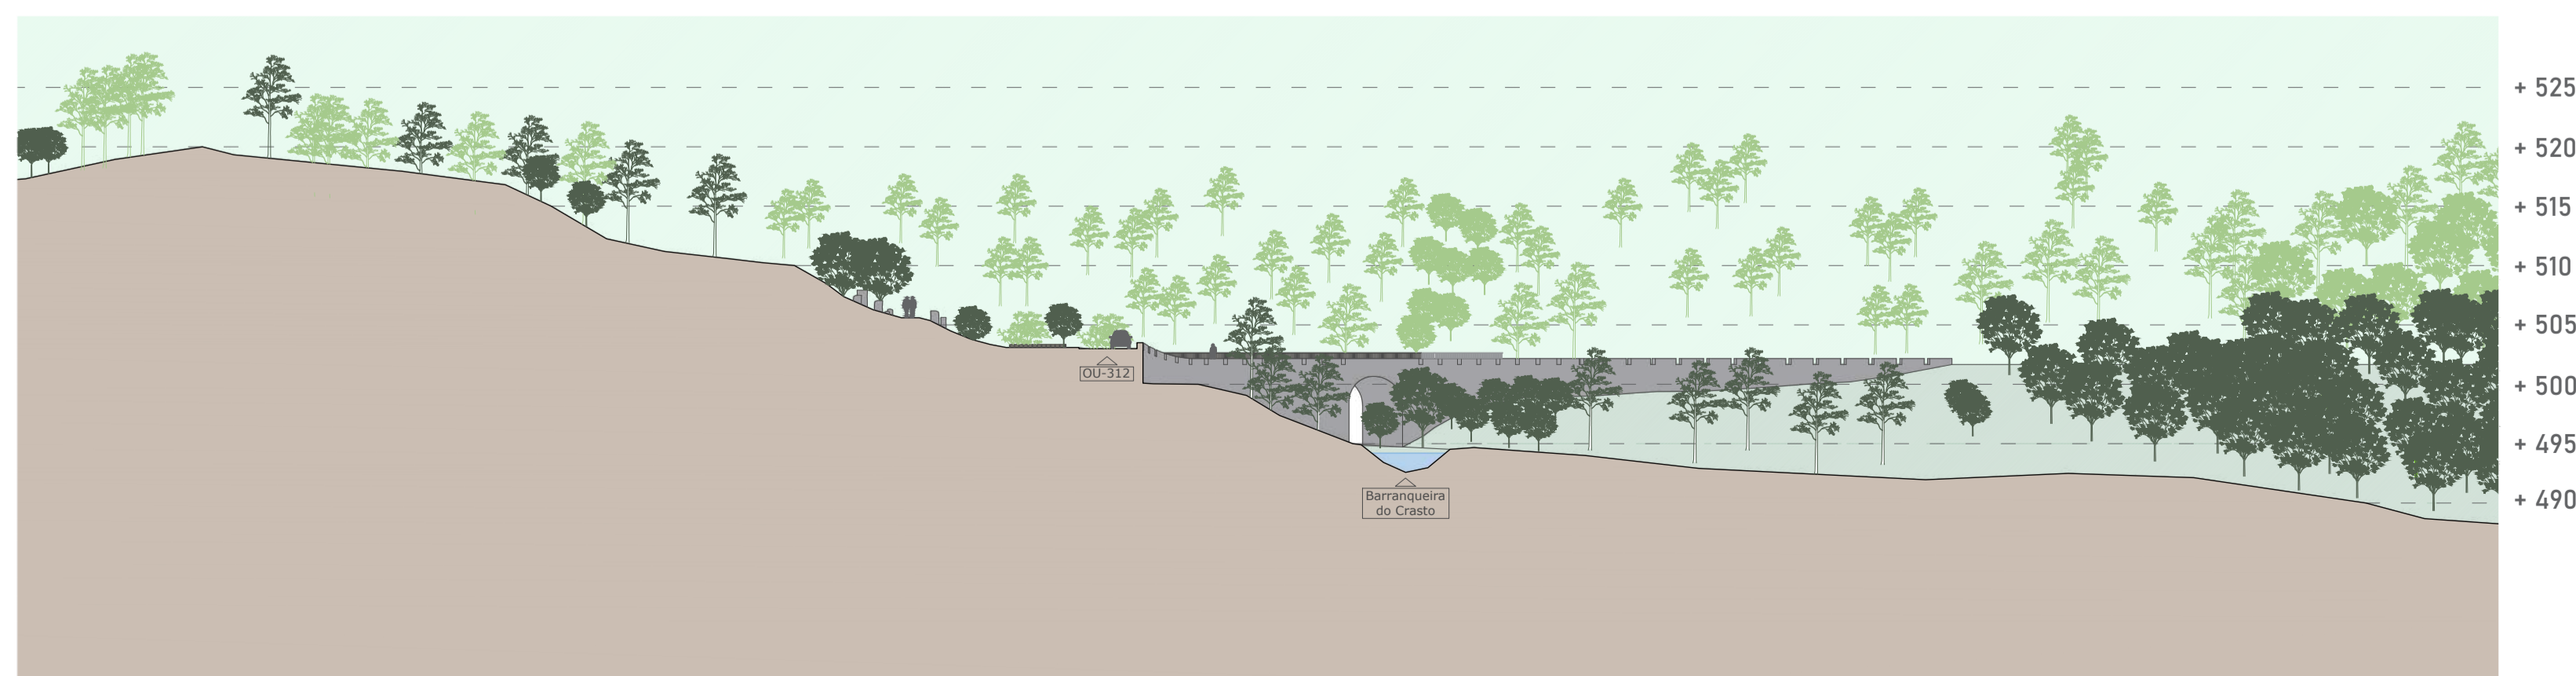 + 525
+ 520
+ 515
+ 510
+ 505
+ 500
+ 495
+ 490
OU-312
Barranqueira
do Crasto